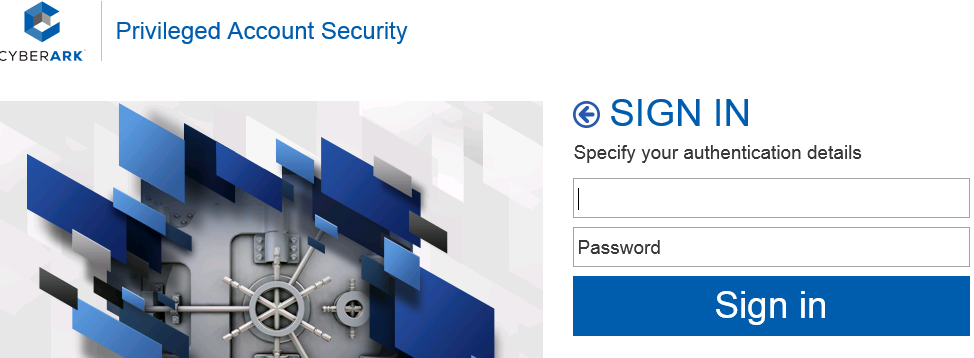 Privileged Account Security
CYBERARK
SIGN IN
Specify your authentication details
Password
Sign in